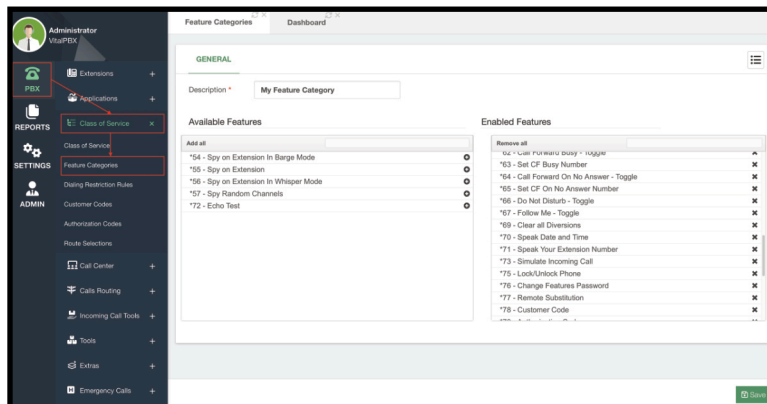 Administrator
VitalPBX
PBX
REPORTS
SETTINGS
ADMIN
Extensions +
Applications +
Class of Service ×
Class of Service
Feature Categories
Dialing Restriction Rules
Customer Codes
Authorization Codes
Route Selections
Call Center +
Calls Routing +
Incoming Call Tools +
Tools +
Extras +
Emergency Calls +
Feature Categories
Dashboard
GENERAL
Description * My Feature Category
Available Features
Add all
*54 - Spy on Extension In Barge Mode
*55 - Spy on Extension
*56 - Spy on Extension In Whisper Mode
*57 - Spy Random Channels
*72 - Echo Test
Enabled Features
Remove all
*62 - Call Forward Busy - Toggle
*63 - Set CF Busy Number
*64 - Call Forward On No Answer - Toggle
*65 - Set CF On No Answer Number
*66 - Do Not Disturb - Toggle
*67 - Follow Me - Toggle
*69 - Clear all Diversions
*70 - Speak Date and Time
*71 - Speak Your Extension Number
*73 - Simulate Incoming Call
*75 - Lock/Unlock Phone
*76 - Change Features Password
*77 - Remote Substitution
*78 - Customer Code
Save